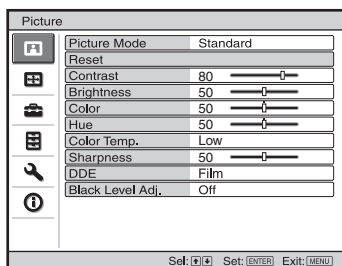 Picture
Picture Mode Standard
Reset
Contrast 80
Brightness 50
Color 50
Hue 50
Color Temp. Low
Sharpness 50
DDE Film
Black Level Adj. Off
Sel: Set: ENTER Exit: MENU